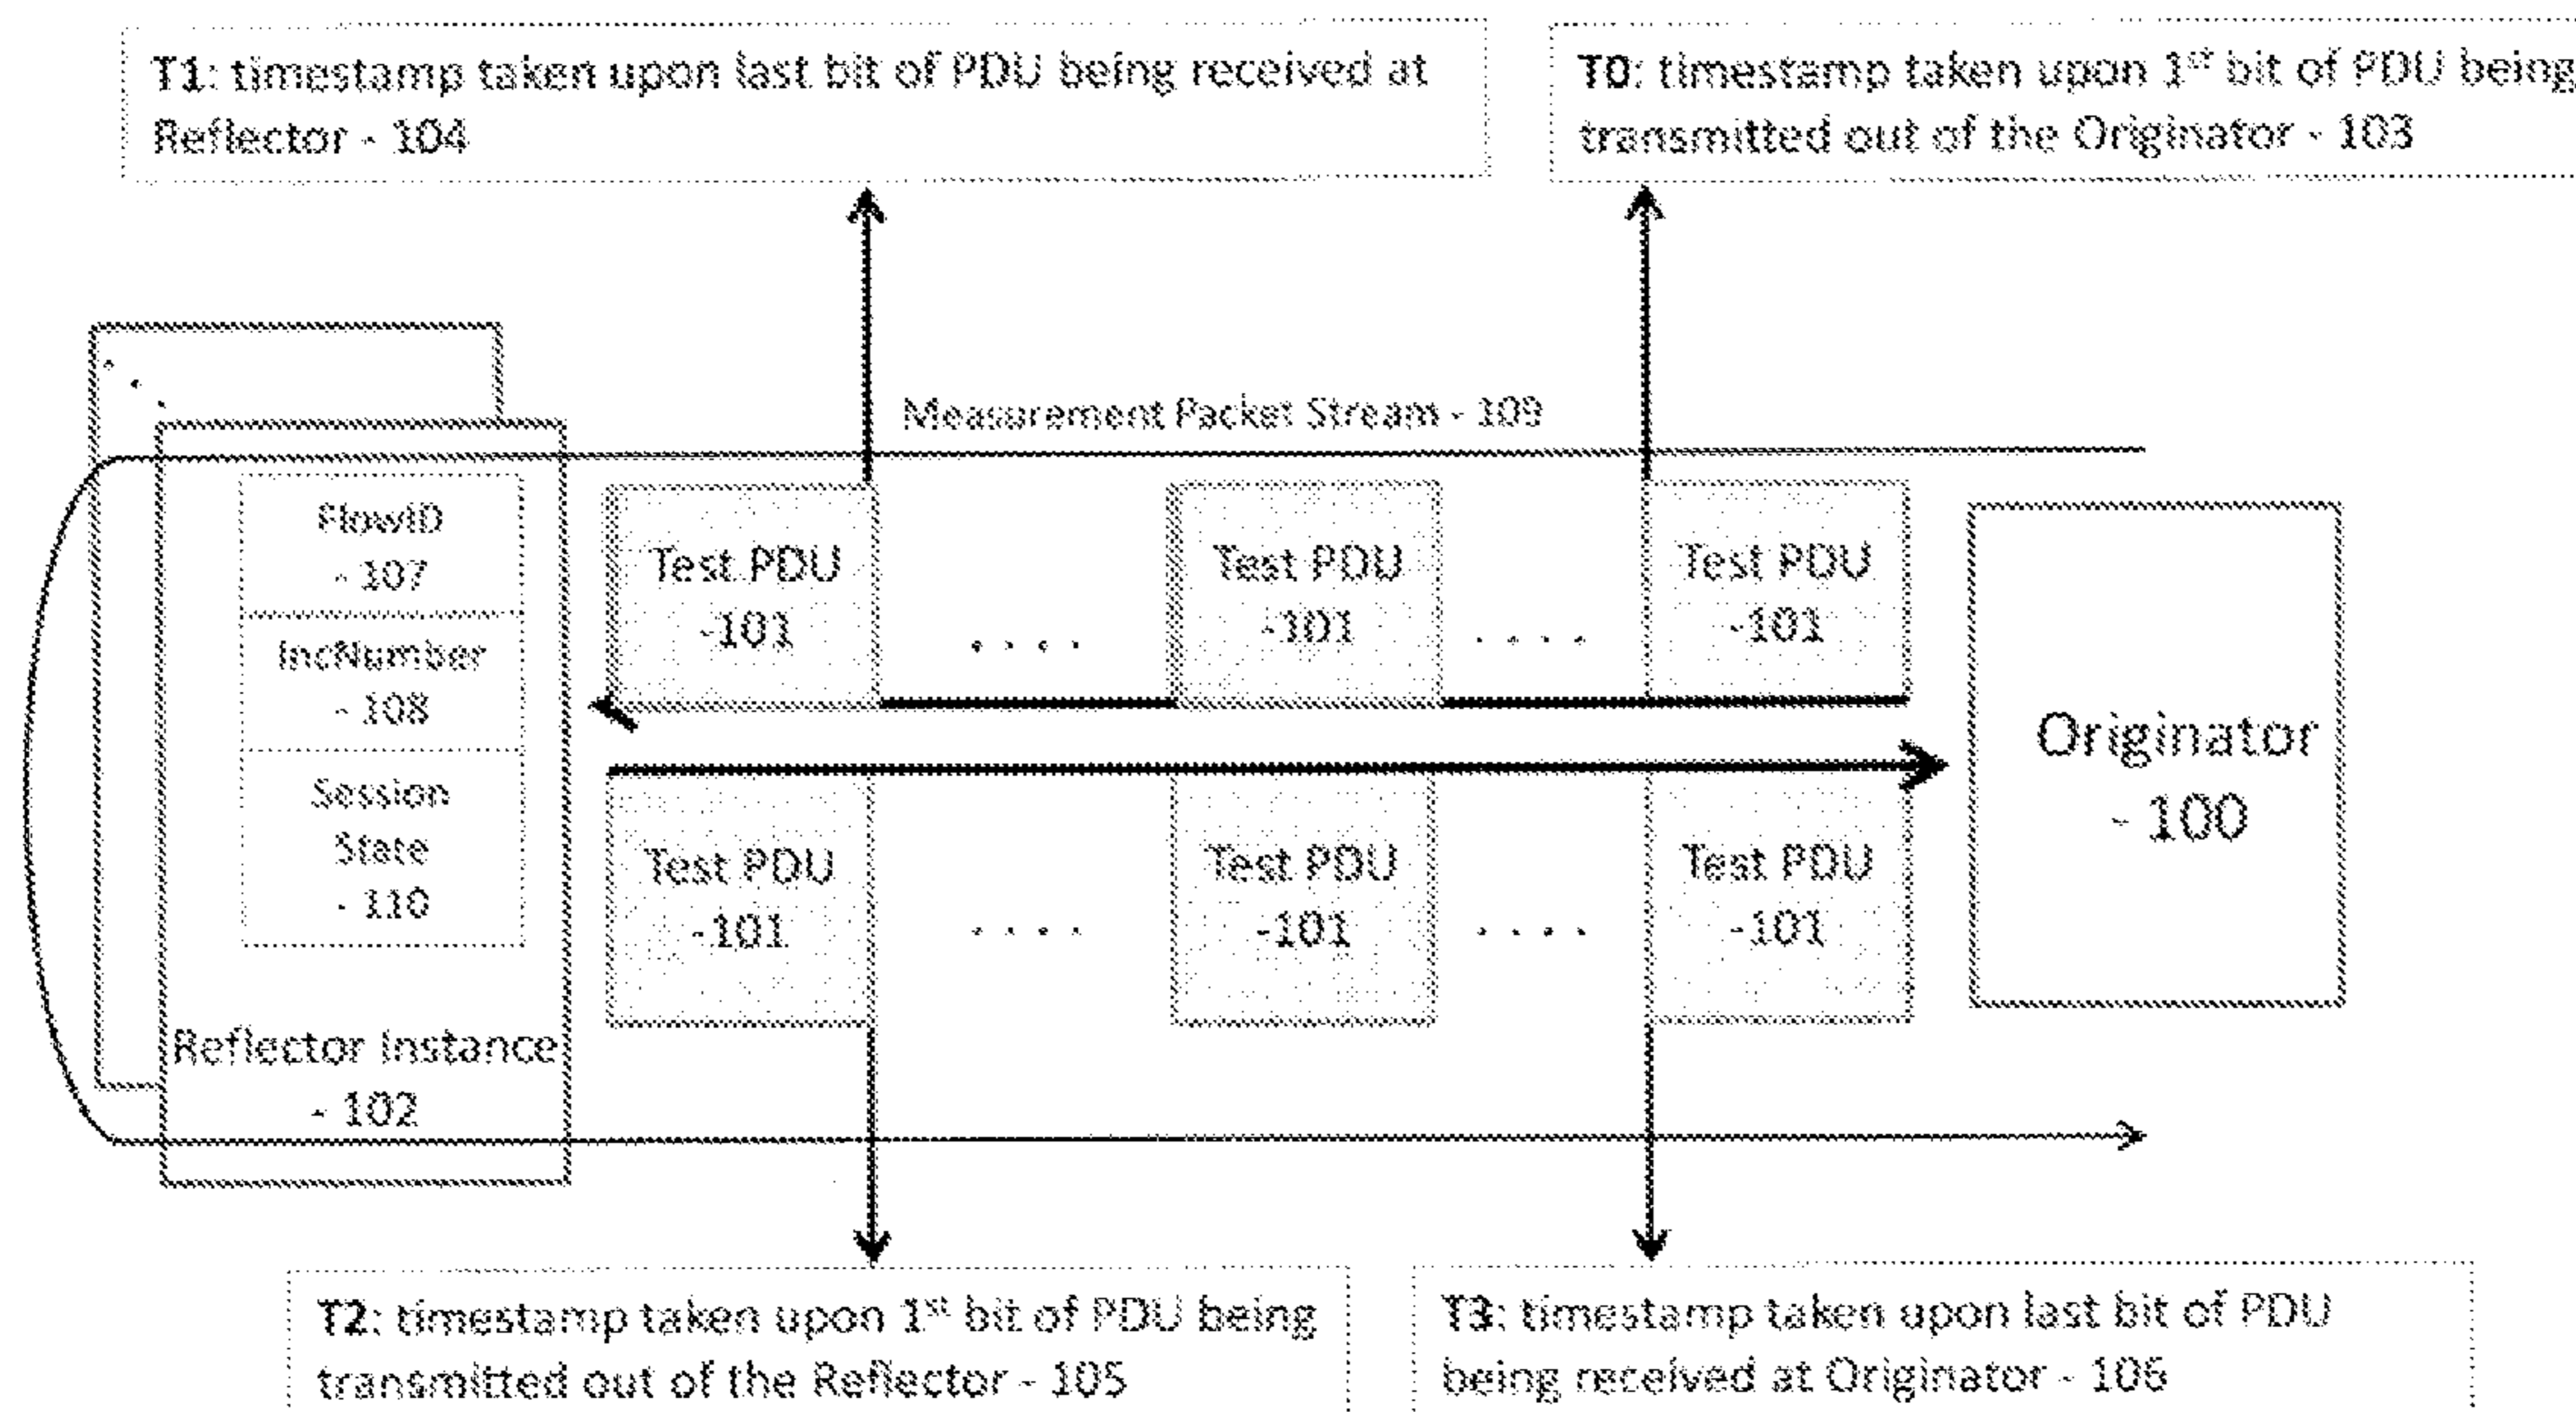 T1: timestamp taken upon last bit of PDU being received at
Reflector - 104
T0: timestamp taken upon 1st bit of PDU being
transmitted out of the Originator - 103
Measurement Packet Stream - 109
FlowID
- 107
IncNumber
- 108
Session
State
- 110
Reflector Instance
- 102
Test PDU
-101
....
Test PDU
-101
....
Test PDU
-101
Test PDU
-101
....
Test PDU
-101
....
Test PDU
-101
Originator
- 100
T2: timestamp taken upon 1st bit of PDU being
transmitted out of the Reflector - 105
T3: timestamp taken upon last bit of PDU
being received at Originator - 106